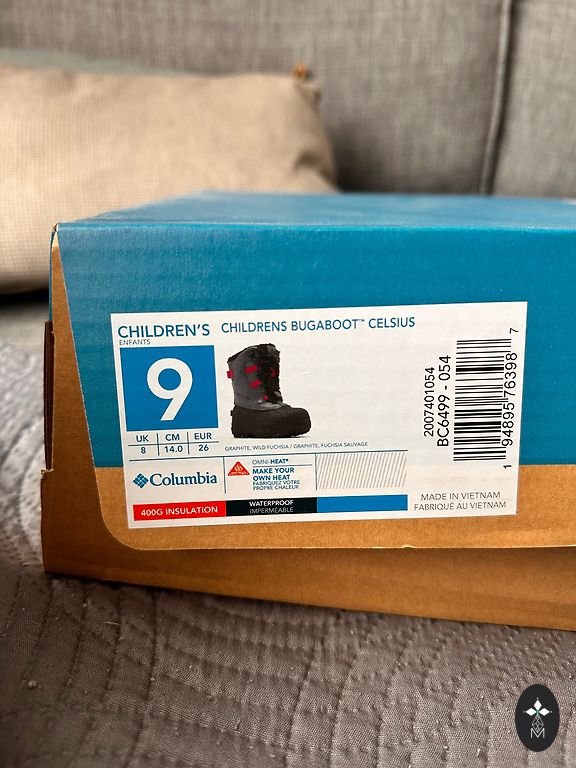 CHILDREN'S
ENFANTS
CHILDRENS BUGABOOT™ CELSIUS
9
UK CM EUR
8 14.0 26
GRAPHITE, WILD FUCHSIA / GRAPHITE, FUCHSIA SAUVAGE
Columbia
OMNI-HEAT®
MAKE YOUR
OWN HEAT
FABRIQUEZ VOTRE
PROPRE CHALEUR
400G INSULATION
WATERPROOF
IMPERMÉABLE
2007401054
BC6499 - 054
1 94895 76398 7
MADE IN VIETNAM
FABRIQUÉ AU VIETNAM
M